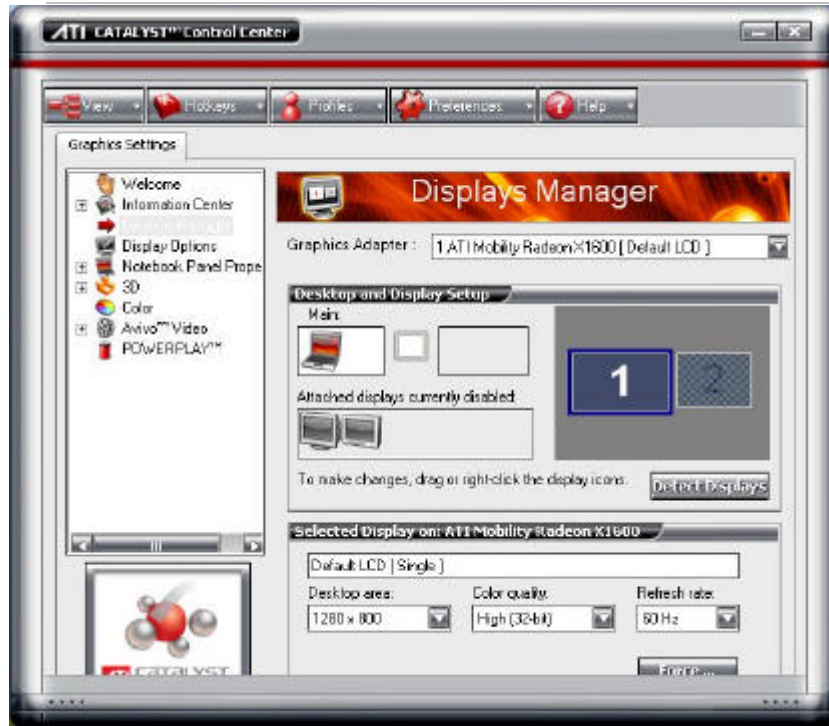 ATI CATALYST™ Control Center
View
Hotkeys
Profiles
Preferences
Help
Graphics Settings
Welcome
Information Center
Display Options
Notebook Panel Prope
3D
Color
Avivo™ Video
POWERPLAY™
Displays Manager
Graphics Adapter :
1.ATI Mobility Radeon X1600 [ Default LCD ]
Desktop and Display Setup
Main:
Attached displays currently disabled:
1
2
To make changes, drag or right-click the display icons.
Detect Displays
Selected Display on: ATI Mobility Radeon X1600
Default LCD [ Single ]
Desktop area:
Color quality:
Refresh rate:
1280 x 800
High (32-bit)
60 Hz
Force...
ATI CATALYST